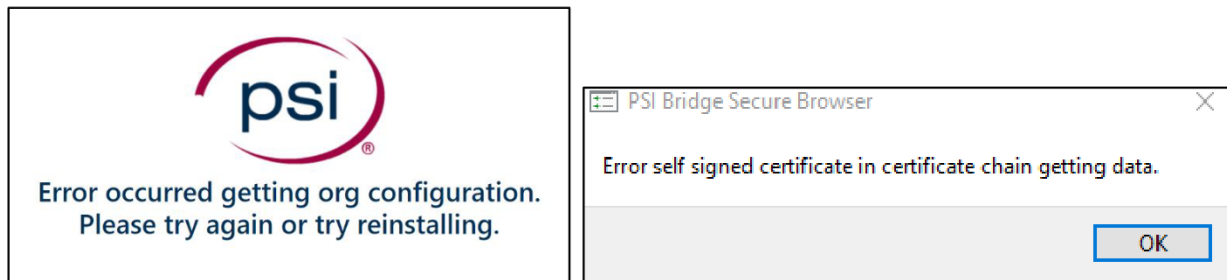 psi
®
Error occurred getting org configuration.
Please try again or try reinstalling.
PSI Bridge Secure Browser
Error self signed certificate in certificate chain getting data.
OK